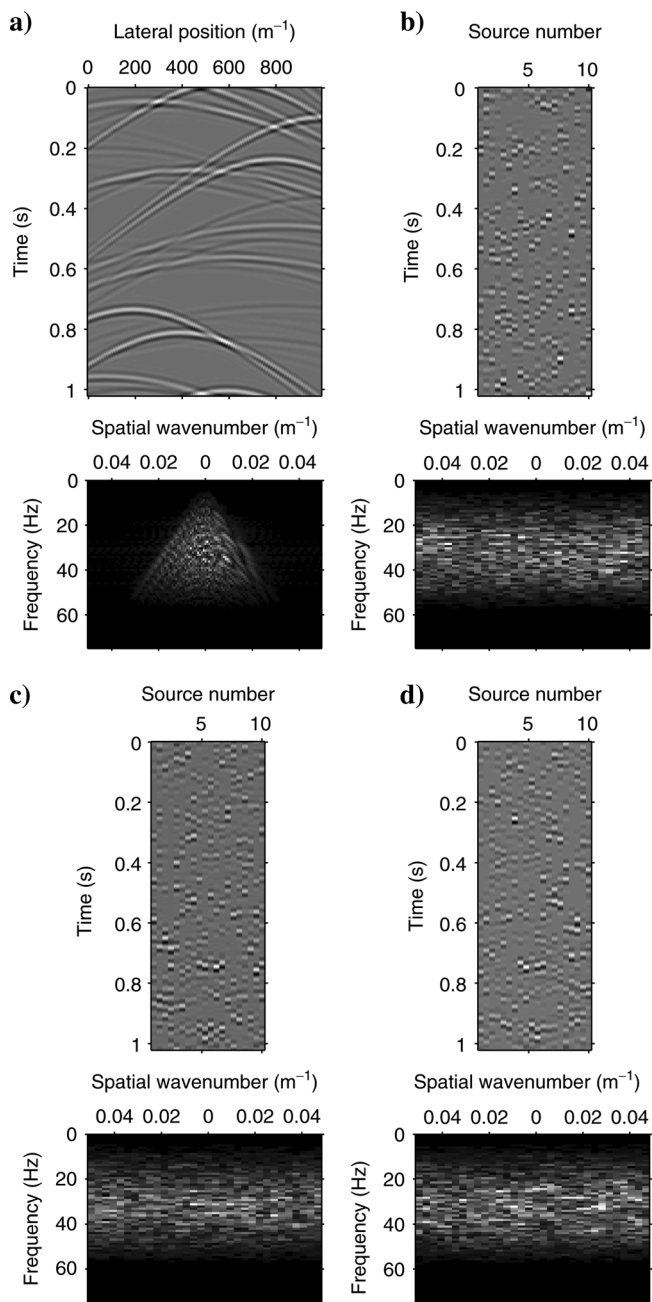 a)
Lateral position (m⁻¹)
0 200 400 600 800
0
0.2
0.4
0.6
0.8
1
Time (s)
Spatial wavenumber (m⁻¹)
0.04 0.02 0 0.02 0.04
0
20
40
60
Frequency (Hz)
b)
Source number
5 10
0
0.2
0.4
0.6
0.8
1
Time (s)
Spatial wavenumber (m⁻¹)
0.04 0.02 0 0.02 0.04
0
20
40
60
Frequency (Hz)
c)
Source number
5 10
0
0.2
0.4
0.6
0.8
1
Time (s)
Spatial wavenumber (m⁻¹)
0.04 0.02 0 0.02 0.04
0
20
40
60
Frequency (Hz)
d)
Source number
5 10
0
0.2
0.4
0.6
0.8
1
Time (s)
Spatial wavenumber (m⁻¹)
0.04 0.02 0 0.02 0.04
0
20
40
60
Frequency (Hz)